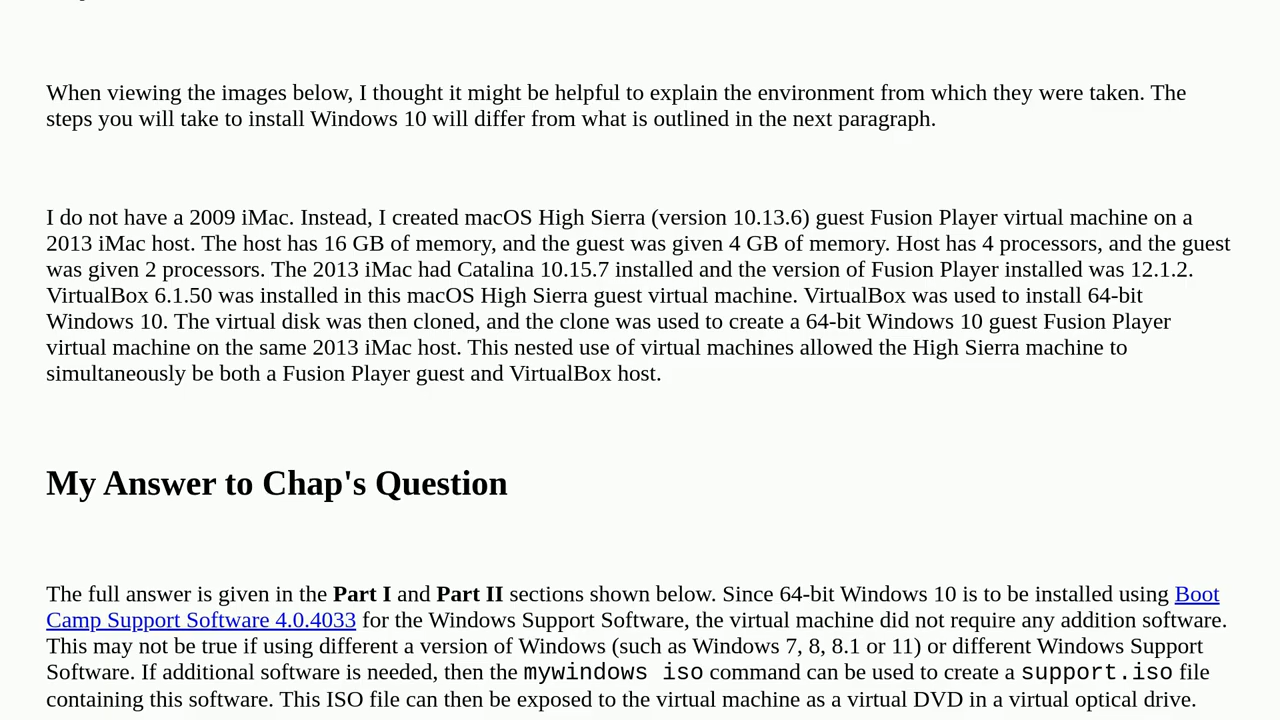 When viewing the images below, I thought it might be helpful to explain the environment from which they were taken. The
steps you will take to install Windows 10 will differ from what is outlined in the next paragraph.
I do not have a 2009 iMac. Instead, I created macOS High Sierra (version 10.13.6) guest Fusion Player virtual machine on a
2013 iMac host. The host has 16 GB of memory, and the guest was given 4 GB of memory. Host has 4 processors, and the guest
was given 2 processors. The 2013 iMac had Catalina 10.15.7 installed and the version of Fusion Player installed was 12.1.2.
VirtualBox 6.1.50 was installed in this macOS High Sierra guest virtual machine. VirtualBox was used to install 64-bit
Windows 10. The virtual disk was then cloned, and the clone was used to create a 64-bit Windows 10 guest Fusion Player
virtual machine on the same 2013 iMac host. This nested use of virtual machines allowed the High Sierra machine to
simultaneously be both a Fusion Player guest and VirtualBox host.
My Answer to Chap's Question
The full answer is given in the Part I and Part II sections shown below. Since 64-bit Windows 10 is to be installed using Boot
Camp Support Software 4.0.4033 for the Windows Support Software, the virtual machine did not require any addition software.
This may not be true if using different a version of Windows (such as Windows 7, 8, 8.1 or 11) or different Windows Support
Software. If additional software is needed, then the mywindows iso command can be used to create a support.iso file
containing this software. This ISO file can then be exposed to the virtual machine as a virtual DVD in a virtual optical drive.